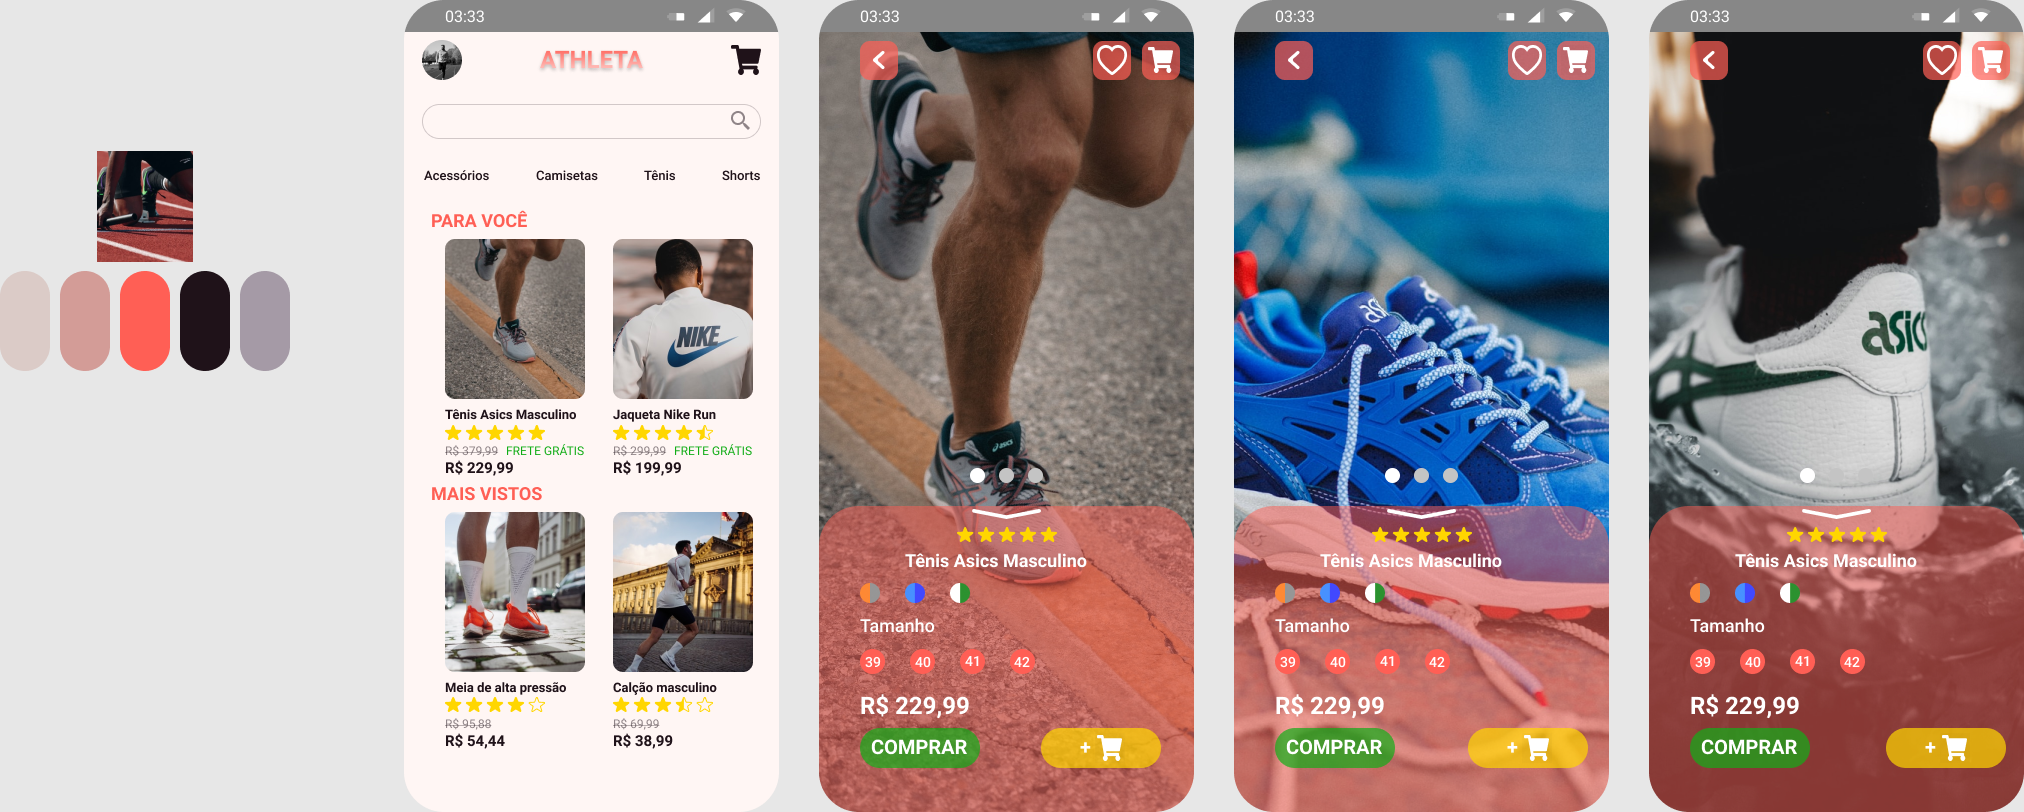 03:33
ATHLETA
Acessórios Camisetas Tênis Shorts
PARA VOCÊ
NIKE
Tênis Asics Masculino Jaqueta Nike Run
R$ 379,99 FRETE GRÁTIS R$ 299,99 FRETE GRÁTIS
R$ 229,99 R$ 199,99
MAIS VISTOS
Meia de alta pressão Calção masculino
R$ 95,88 R$ 69,99
R$ 54,44 R$ 38,99
03:33
asics
Tênis Asics Masculino
Tamanho
39 40 41 42
R$ 229,99
COMPRAR +
03:33
as
Tênis Asics Masculino
Tamanho
39 40 41 42
R$ 229,99
COMPRAR +
03:33
asic
Tênis Asics Masculino
Tamanho
39 40 41 42
R$ 229,99
COMPRAR +